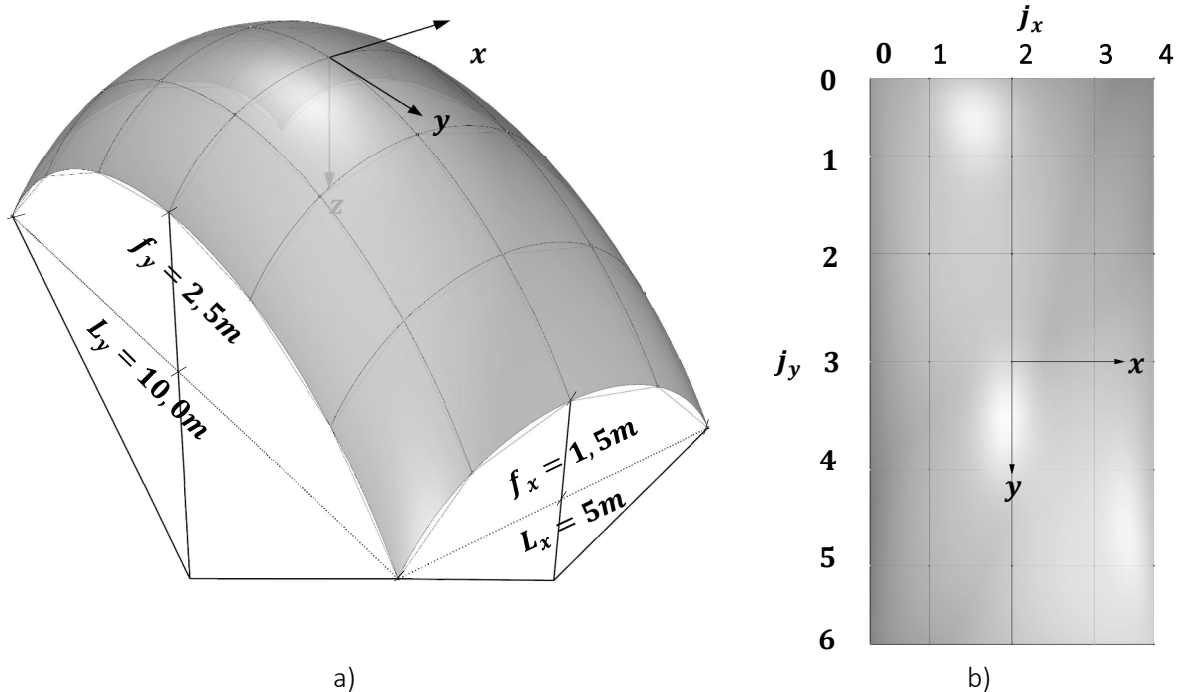 x
y
z
f_y = 2,5m
L_y = 10,0m
f_x = 1,5m
L_x = 5m
a)
j_x
0 1 2 3 4
0
1
2
j_y 3
x
4
y
5
6
b)